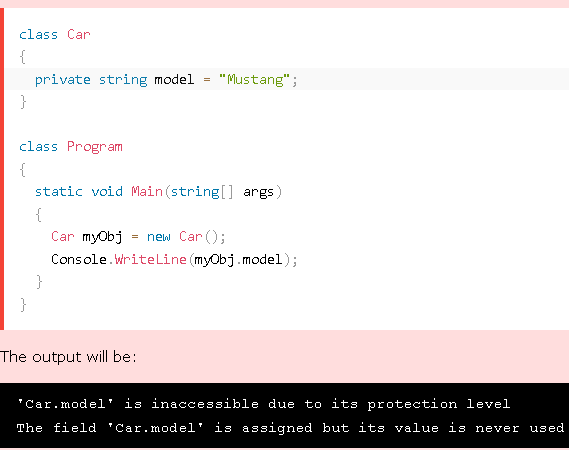 class Car
{
  private string model = "Mustang";
}

class Program
{
  static void Main(string[] args)
  {
    Car myObj = new Car();
    Console.WriteLine(myObj.model);
  }
}
The output will be:
'Car.model' is inaccessible due to its protection level
The field 'Car.model' is assigned but its value is never used